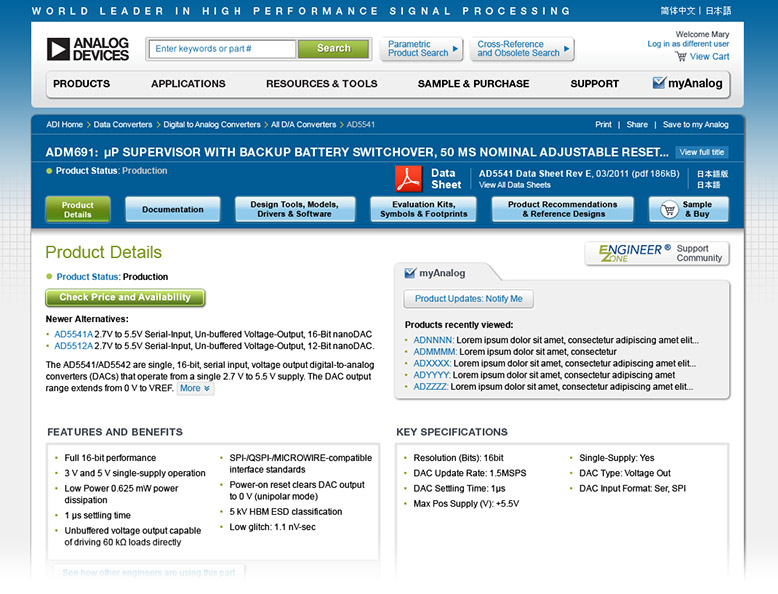 WORLD LEADER IN HIGH PERFORMANCE SIGNAL PROCESSING
简体中文 | 日本語
ANALOG DEVICES
Enter keywords or part #
Search
Parametric Product Search
Cross-Reference and Obsolete Search
Welcome Mary
Log in as different user
View Cart
PRODUCTS
APPLICATIONS
RESOURCES & TOOLS
SAMPLE & PURCHASE
SUPPORT
myAnalog
ADI Home > Data Converters > Digital to Analog Converters > All D/A Converters > AD5541
Print | Share | Save to my Analog
ADM691: µP SUPERVISOR WITH BACKUP BATTERY SWITCHOVER, 50 MS NOMINAL ADJUSTABLE RESET...
View full title
Product Status: Production
Data Sheet
AD5541 Data Sheet Rev E, 03/2011 (pdf 186kB)
View All Data Sheets
日本語版
日本語
Product Details
Documentation
Design Tools, Models, Drivers & Software
Evaluation Kits, Symbols & Footprints
Product Recommendations & Reference Designs
Sample & Buy
Product Details
ENGINEER ZONE ®
Support Community
Product Status: Production
Check Price and Availability
Newer Alternatives:
• AD5541A 2.7V to 5.5V Serial-Input, Un-buffered Voltage-Output, 16-Bit nanoDAC
• AD5512A 2.7V to 5.5V Serial-Input, Un-buffered Voltage-Output, 12-Bit nanoDAC.
The AD5541/AD5542 are single, 16-bit, serial input, voltage output digital-to-analog
converters (DACs) that operate from a single 2.7 V to 5.5 V supply. The DAC output
range extends from 0 V to VREF. More
myAnalog
Product Updates: Notify Me
Products recently viewed:
• ADNNNN: Lorem ipsum dolor sit amet, consectetur adipiscing amet elit...
• ADMMMM: Lorem ipsum dolor sit amet, consectetur
• ADXXXX: Lorem ipsum dolor sit amet, consectetur adipiscing amet elit...
• ADYYYY: Lorem ipsum dolor sit amet, consectetur adipiscing amet
• ADZZZZ: Lorem ipsum dolor sit amet, consectetur adipiscing elit...
FEATURES AND BENEFITS
• Full 16-bit performance
• 3 V and 5 V single-supply operation
• Low Power 0.625 mW power
dissipation
• 1 µs settling time
• Unbuffered voltage output capable
of driving 60 kΩ loads directly
• SPI-/QSPI-/MICROWIRE-compatible
interface standards
• Power-on reset clears DAC output
to 0 V (unipolar mode)
• 5 kV HBM ESD classification
• Low glitch: 1.1 nV-sec
See how other engineers are using this part
KEY SPECIFICATIONS
• Resolution (Bits): 16bit
• DAC Update Rate: 1.5MSPS
• DAC Settling Time: 1µs
• Max Pos Supply (V): +5.5V
• Single-Supply: Yes
• DAC Type: Voltage Out
• DAC Input Format: Ser, SPI